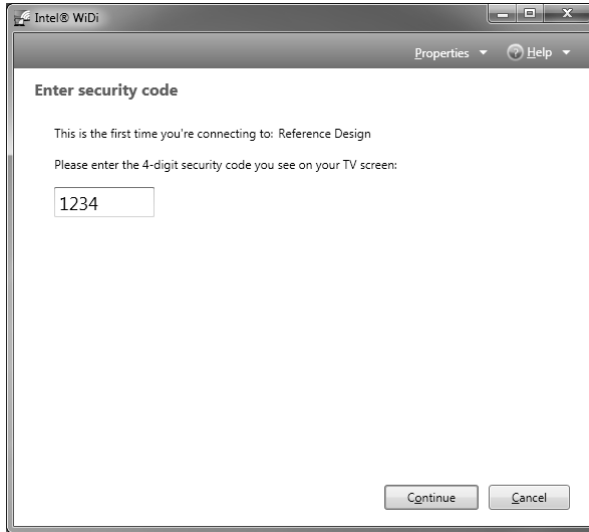 Intel® WiDi
Properties Help
Enter security code
This is the first time you're connecting to: Reference Design
Please enter the 4-digit security code you see on your TV screen:
1234
Continue Cancel